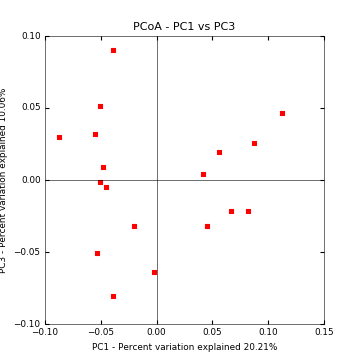 PCoA - PC1 vs PC3
0.10
0.05
0.00
−0.05
−0.10
PC3 - Percent variation explained 10.06%
−0.10 −0.05 0.00 0.05 0.10 0.15
PC1 - Percent variation explained 20.21%